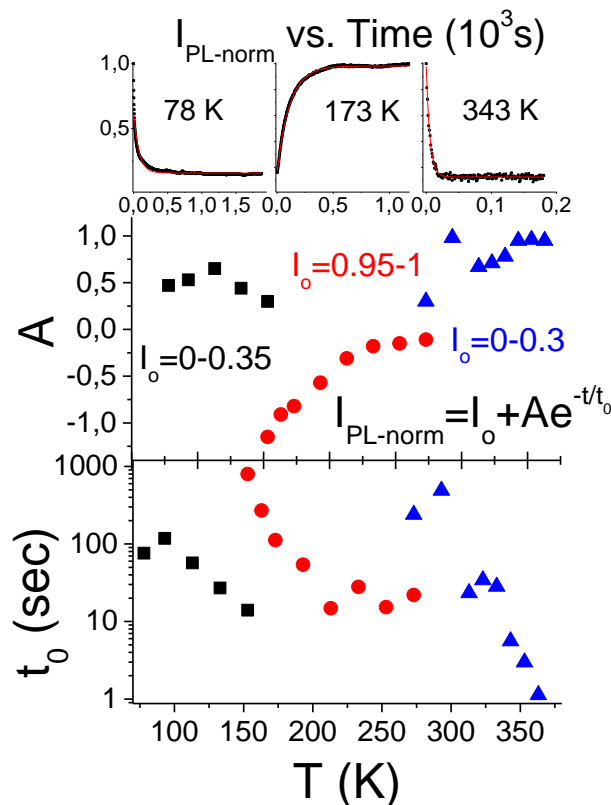 I_PL-norm vs. Time (10³s)
1,0
0,5
78 K
173 K
343 K
0,0 0,5 1,0 1,5
0,0 0,5 1,0
0,0 0,1 0,2
1,0
0,5
0,0
-0,5
-1,0
A
I_o=0.95-1
I_o=0-0.35
I_o=0-0.3
I_PL-norm=I_o+Ae^-t/t_0
1000
100
10
1
t_0 (sec)
100 150 200 250 300 350
T (K)